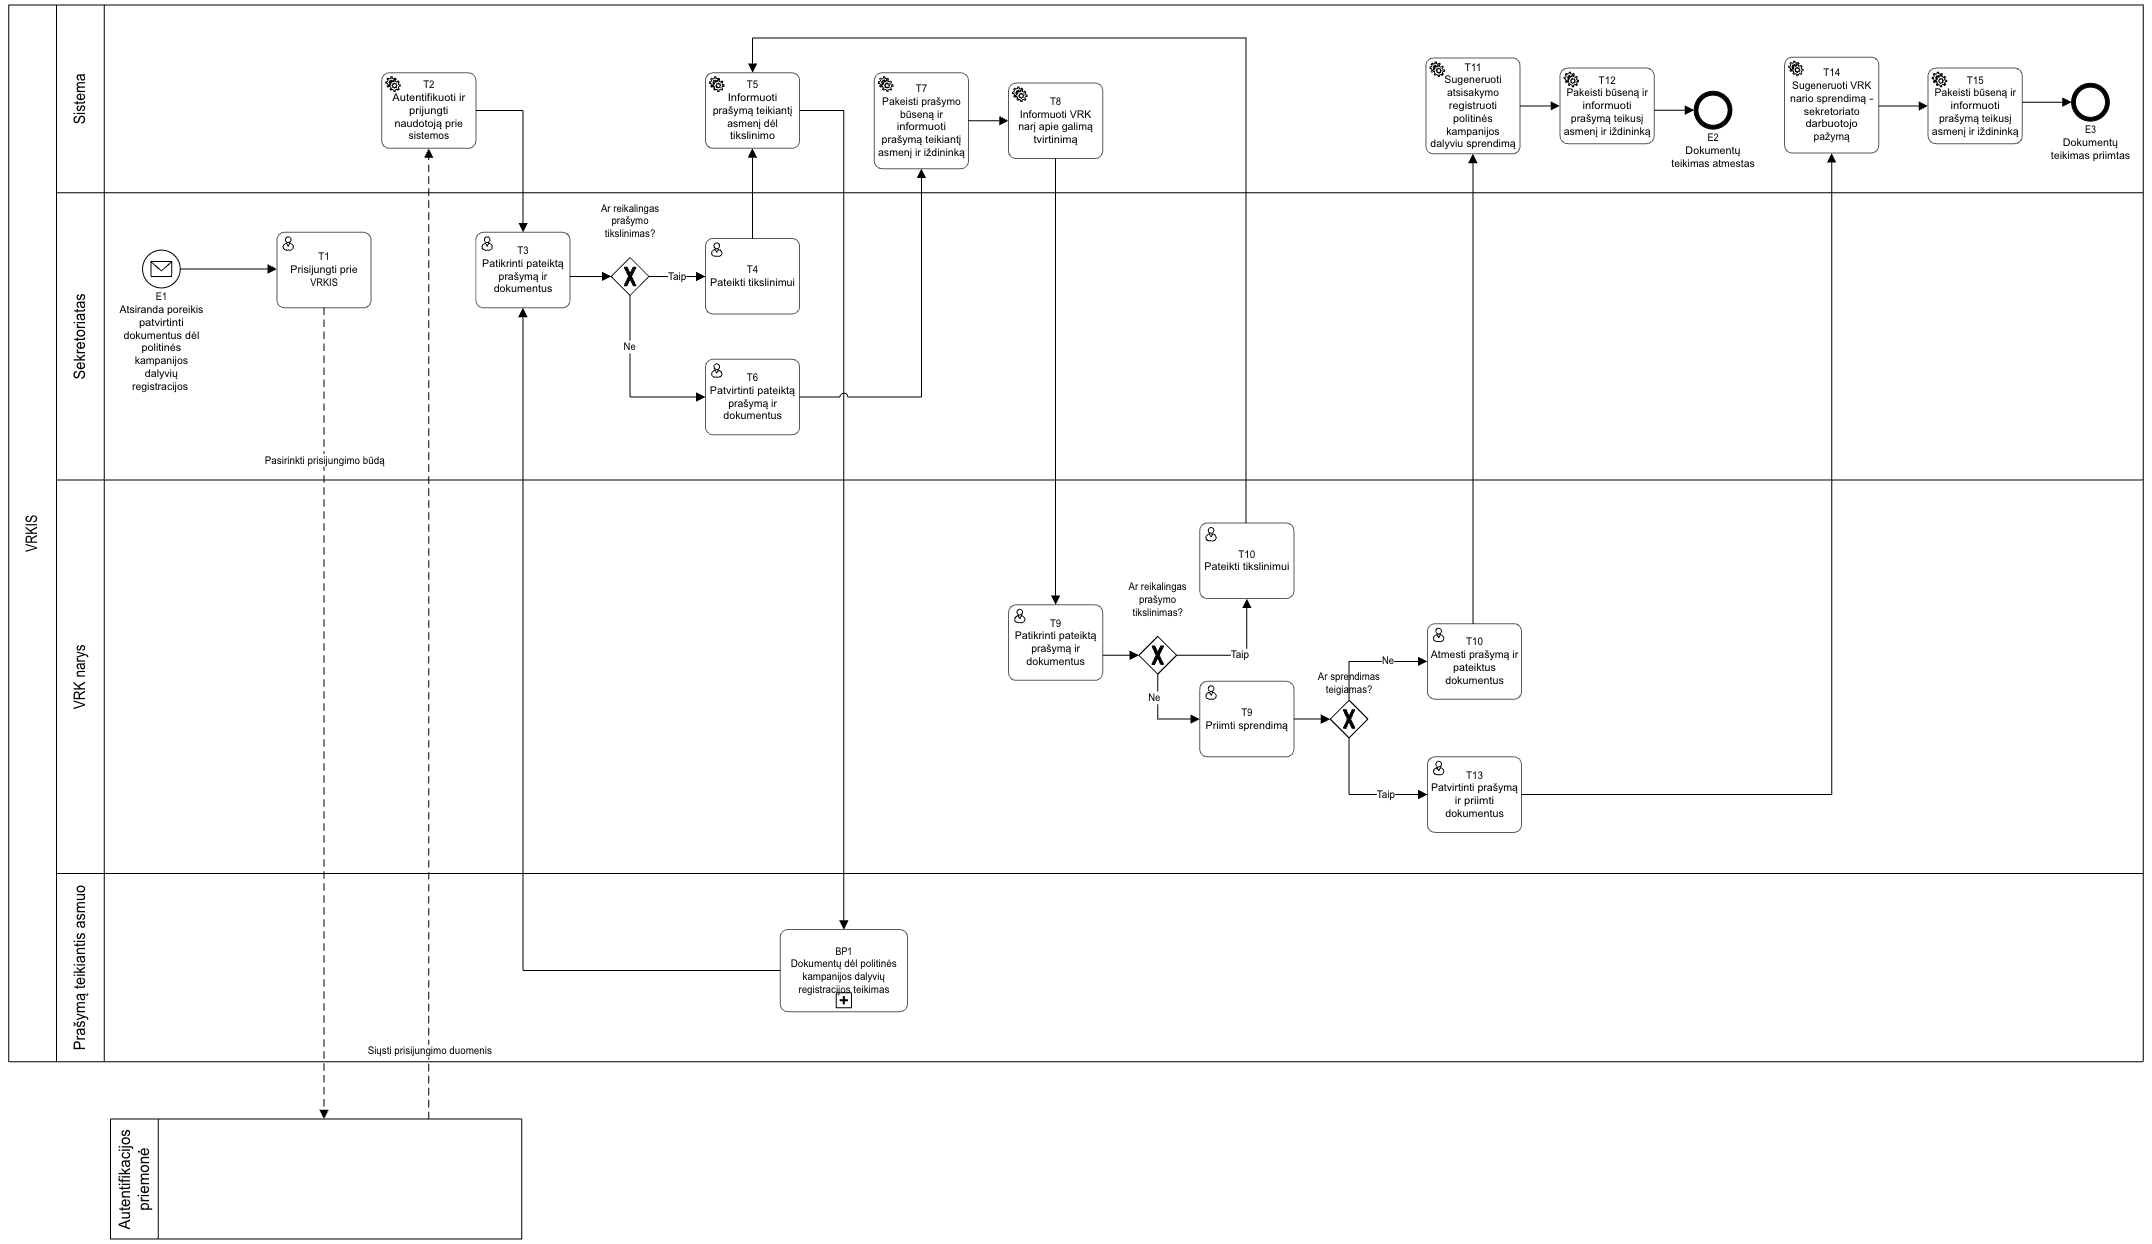 VRKIS
Sistema
T2
Autentifikuoti ir
prijungti
naudotoją prie
sistemos
T5
Informuoti
prašymą teikiantį
asmenį dėl
tikslinimo
T7
Pakeisti prašymo
būseną ir
informuoti
prašymą teikiantį
asmenį ir iždininką
T8
Informuoti VRK
narį apie galimą
tvirtinimą
T11
Sugeneruoti
atsisakymo
registruoti
politinės
kampanijos
dalyviu sprendimą
T12
Pakeisti būseną ir
informuoti
prašymą teikusį
asmenį ir iždininką
E2
Dokumentų
teikimas atmestas
T14
Sugeneruoti VRK
nario sprendimą -
sekretoriato
darbuotojo
pažymą
T15
Pakeisti būseną ir
informuoti
prašymą teikusį
asmenį ir iždininką
E3
Dokumentų
teikimas priimtas
Sekretoriatas
E1
Atsiranda poreikis
patvirtinti
dokumentus dėl
politinės
kampanijos
dalyvių
registracijos
T1
Prisijungti prie
VRKIS
Pasirinkti prisijungimo būdą
T3
Patikrinti pateiktą
prašymą ir
dokumentus
Ar reikalingas
prašymo
tikslinimas?
Taip
Ne
T4
Pateikti tikslinimui
T6
Patvirtinti pateiktą
prašymą ir
dokumentus
VRK narys
T9
Patikrinti pateiktą
prašymą ir
dokumentus
Ar reikalingas
prašymo
tikslinimas?
Taip
Ne
T10
Pateikti tikslinimui
T9
Priimti sprendimą
Ar sprendimas
teigiamas?
Ne
Taip
T10
Atmesti prašymą ir
pateiktus
dokumentus
T13
Patvirtinti prašymą
ir priimti
dokumentus
Prašymą teikiantis asmuo
BP1
Dokumentų dėl politinės
kampanijos dalyvių
registracijos teikimas
Siųsti prisijungimo duomenis
Autentifikacijos
priemonė